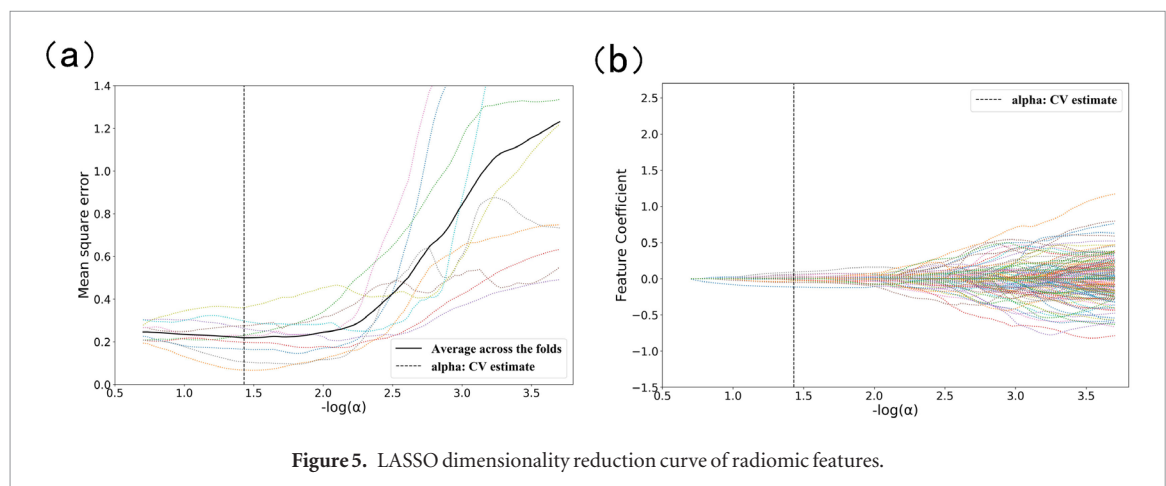 (a)
1.4
1.2
1.0
0.8
0.6
0.4
0.2
0.0
Mean square error
0.5 1.0 1.5 2.0 2.5 3.0 3.5
-log(α)
Average across the folds
alpha: CV estimate
(b)
2.5
2.0
1.5
1.0
0.5
0.0
−0.5
−1.0
−1.5
Feature Coefficient
0.5 1.0 1.5 2.0 2.5 3.0 3.5
-log(α)
alpha: CV estimate
Figure 5. LASSO dimensionality reduction curve of radiomic features.